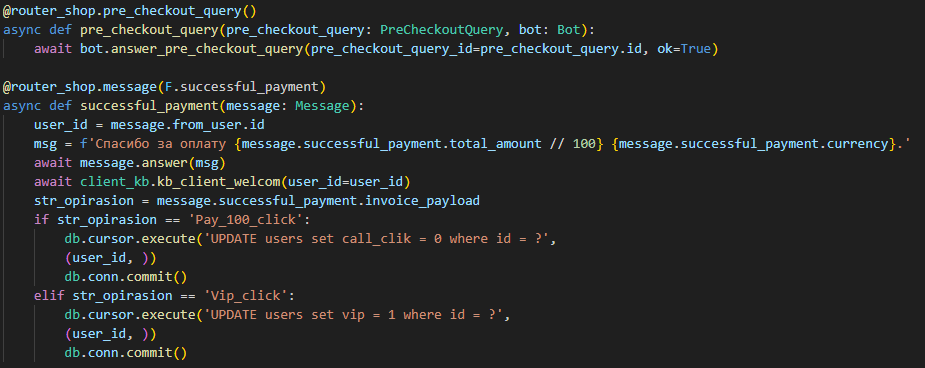 @router_shop.pre_checkout_query()
async def pre_checkout_query(pre_checkout_query: PreCheckoutQuery, bot: Bot):
    await bot.answer_pre_checkout_query(pre_checkout_query_id=pre_checkout_query.id, ok=True)
@router_shop.message(F.successful_payment)
async def successful_payment(message: Message):
    user_id = message.from_user.id
    msg = f'Спасибо за оплату {message.successful_payment.total_amount // 100} {message.successful_payment.currency}.'
    await message.answer(msg)
    await client_kb.kb_client_welcom(user_id=user_id)
    str_opirasion = message.successful_payment.invoice_payload
    if str_opirasion == 'Pay_100_click':
        db.cursor.execute('UPDATE users set call_clik = 0 where id = ?',
        (user_id, ))
        db.conn.commit()
    elif str_opirasion == 'Vip_click':
        db.cursor.execute('UPDATE users set vip = 1 where id = ?',
        (user_id, ))
        db.conn.commit()